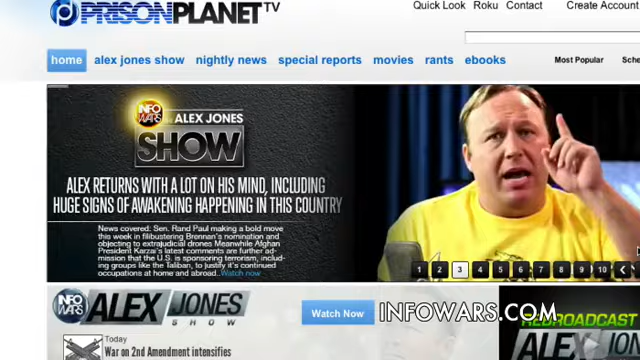 PRISONPLANET TV
Quick Look Roku Contact Create Account
home alex jones show nightly news special reports movies rants ebooks
Most Popular
INFO WARS
ALEX JONES
SHOW
ALEX RETURNS WITH A LOT ON HIS MIND, INCLUDING
HUGE SIGNS OF AWAKENING HAPPENING IN THIS COUNTRY
News covered: Sen. Rand Paul making a bold move
this week in filibustering Brennan's nomination and
objecting to extrajudicial drones Meanwhile Afghan
President Karzai's latest comments are further ad-
mission that the U.S. is sponsoring terrorism, includ-
ing groups like the Taliban, to justify it's continued
occupations at home and abroad. Watch now
1 2 3 4 5 6 7 8 9 10
INFO WARS
ALEX JONES
SHOW
Watch Now
INFOWARS.COM
REBROADCAST
ALEX JON
Today
War on 2nd Amendment intensifies